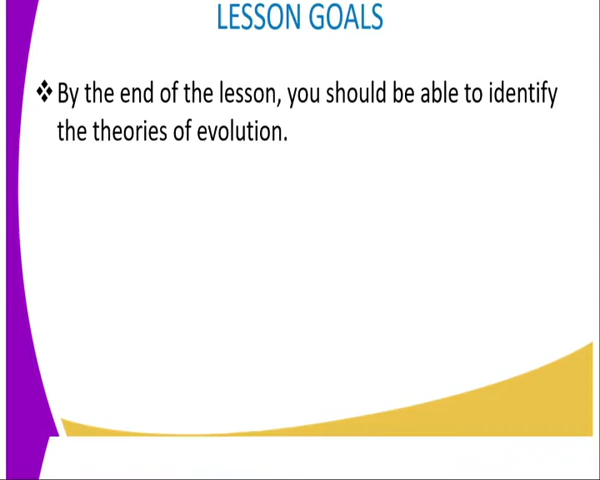 LESSON GOALS
❖By the end of the lesson, you should be able to identify
the theories of evolution.